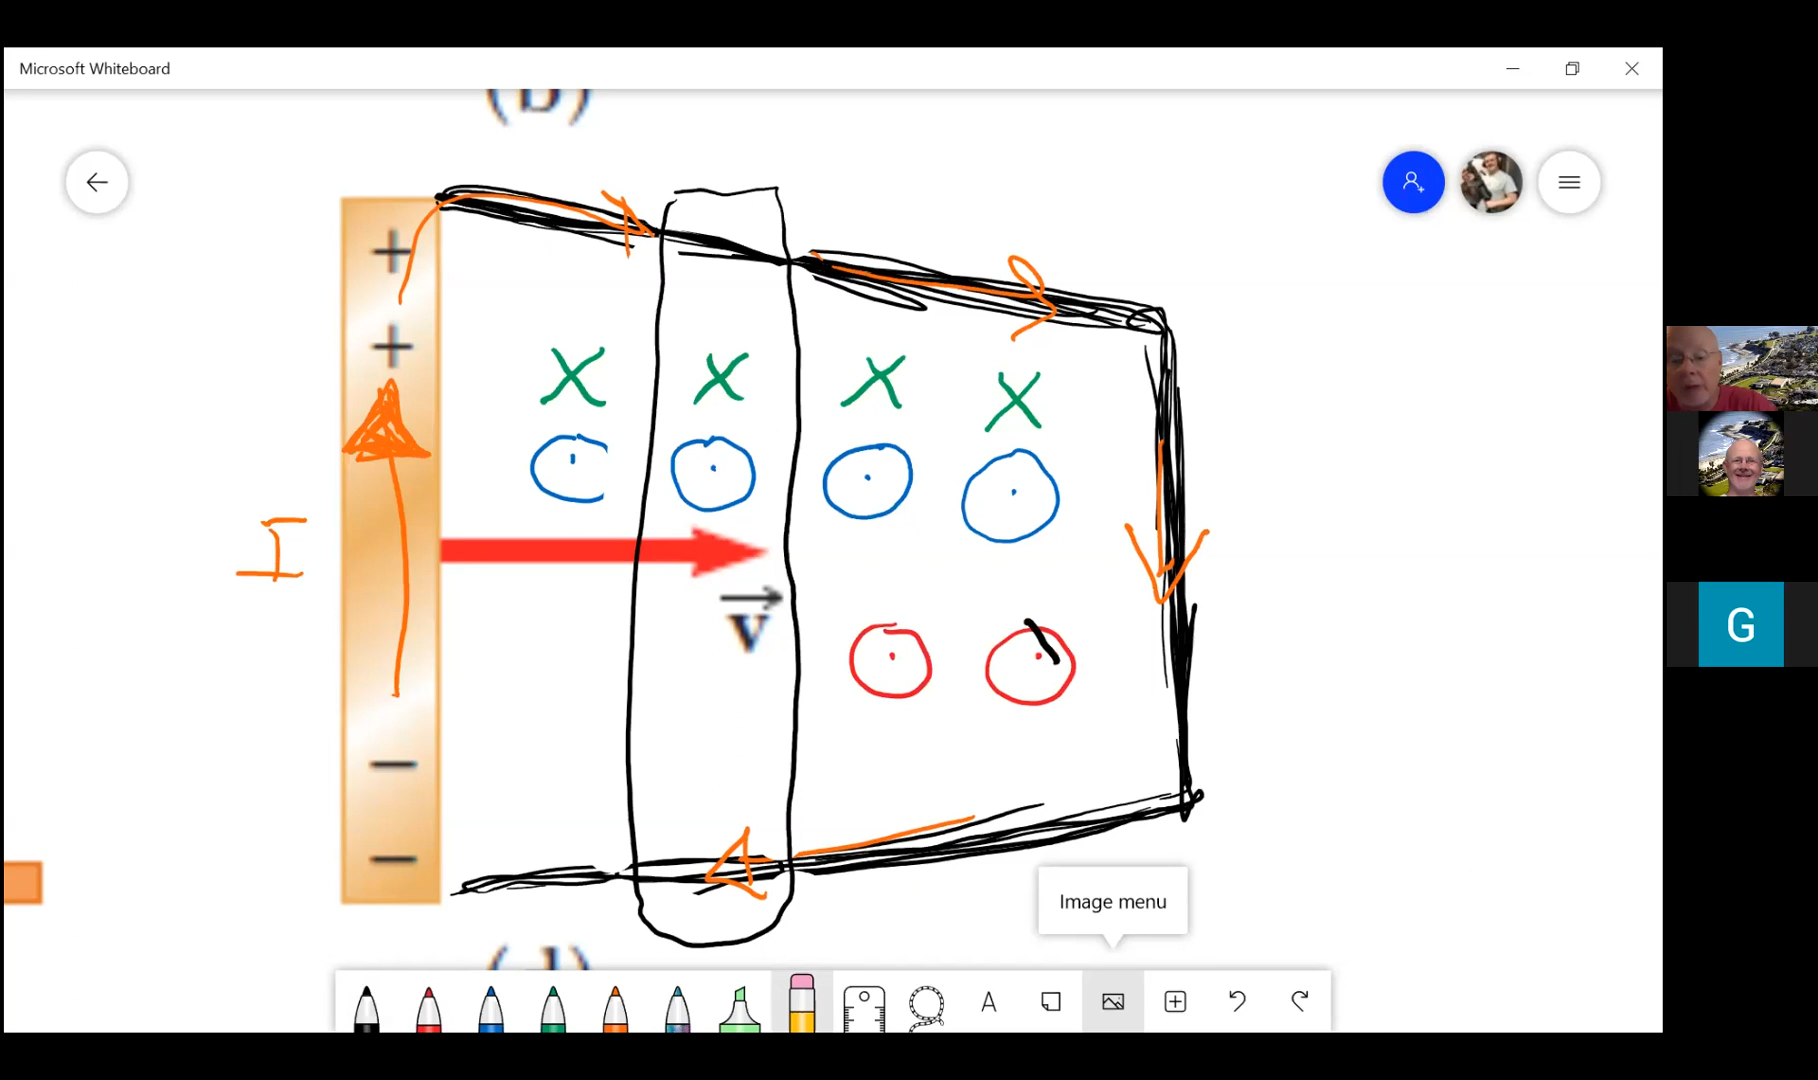 Microsoft Whiteboard
(b)
+
+
X X X X
I
v
G
−
−
Image menu
(d)
A